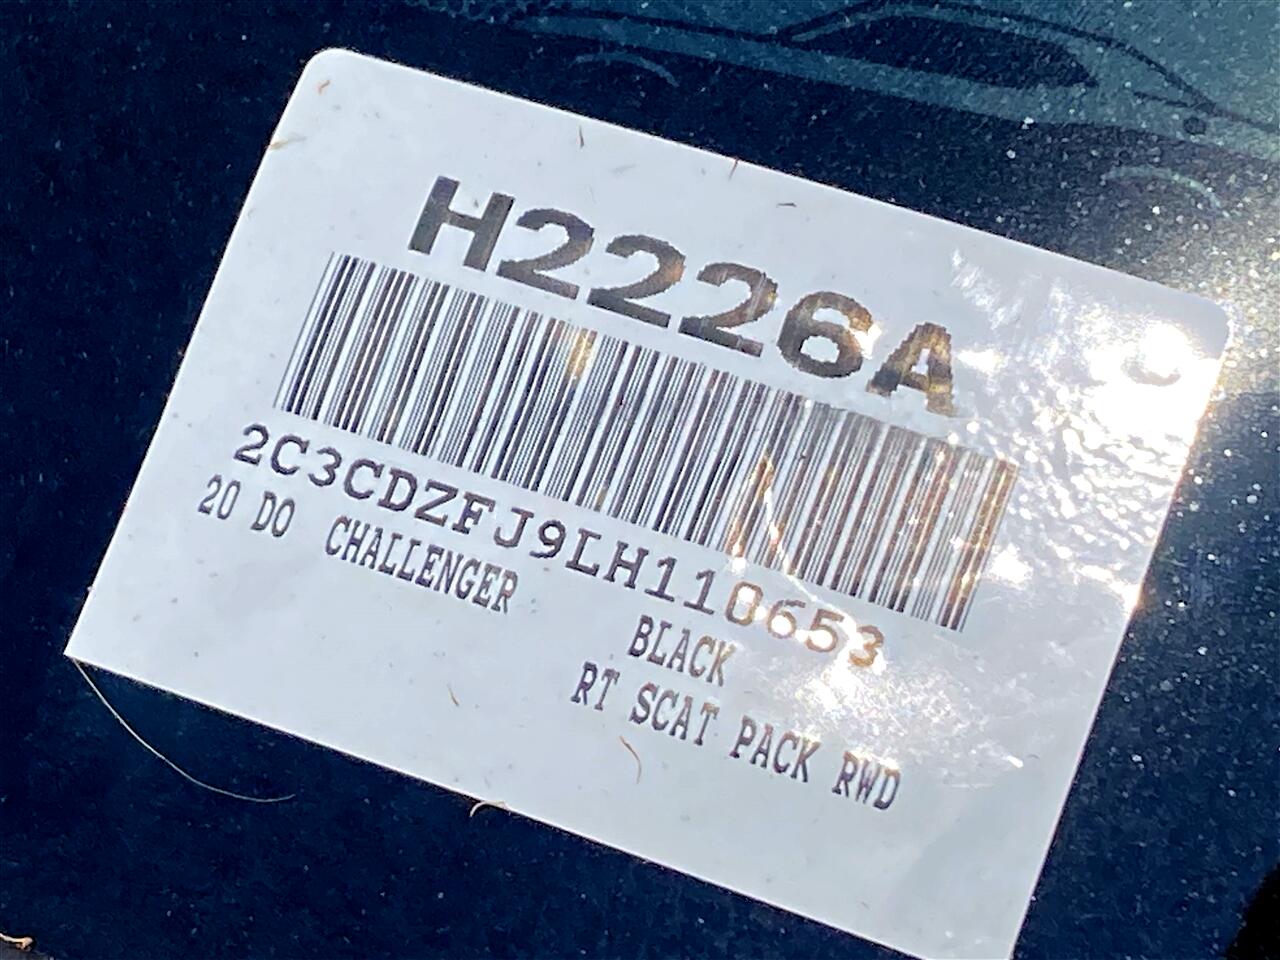 H2226A
2C3CDZFJ9LH110653
20 DO CHALLENGER BLACK
RT SCAT PACK RWD